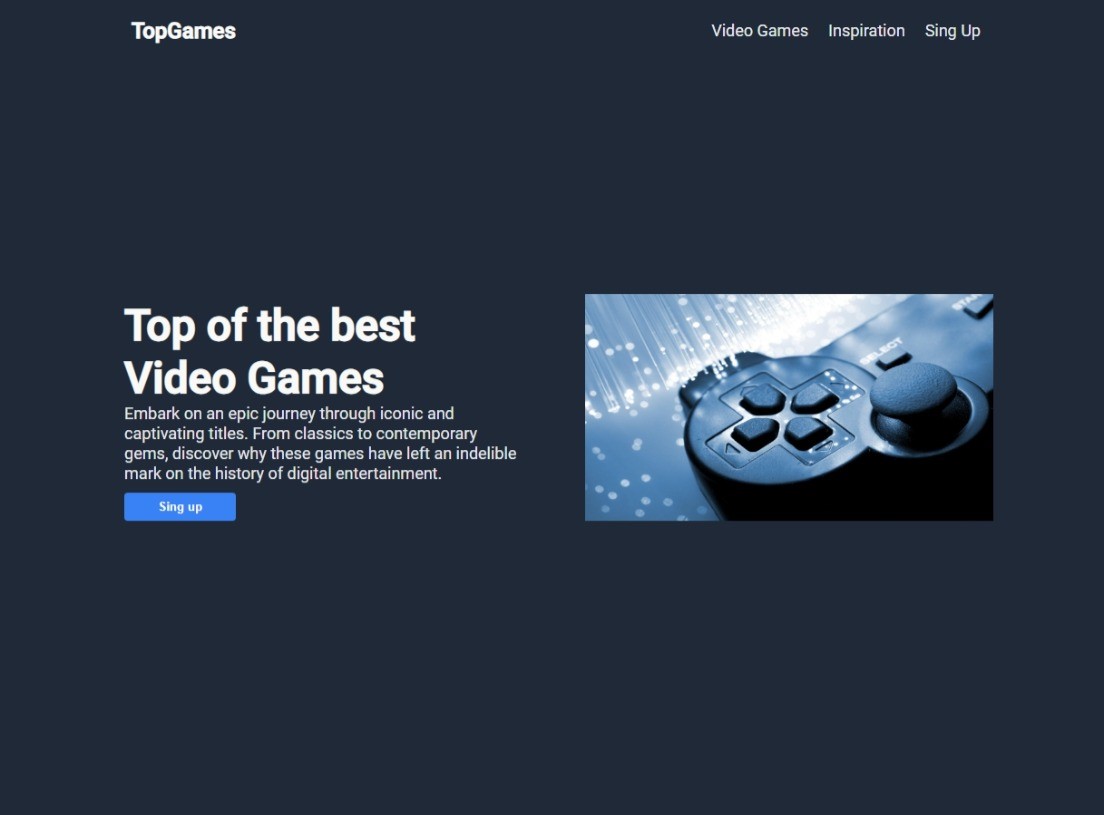 TopGames
Video Games Inspiration Sing Up
Top of the best
Video Games
Embark on an epic journey through iconic and
captivating titles. From classics to contemporary
gems, discover why these games have left an indelible
mark on the history of digital entertainment.
Sing up
SELECT